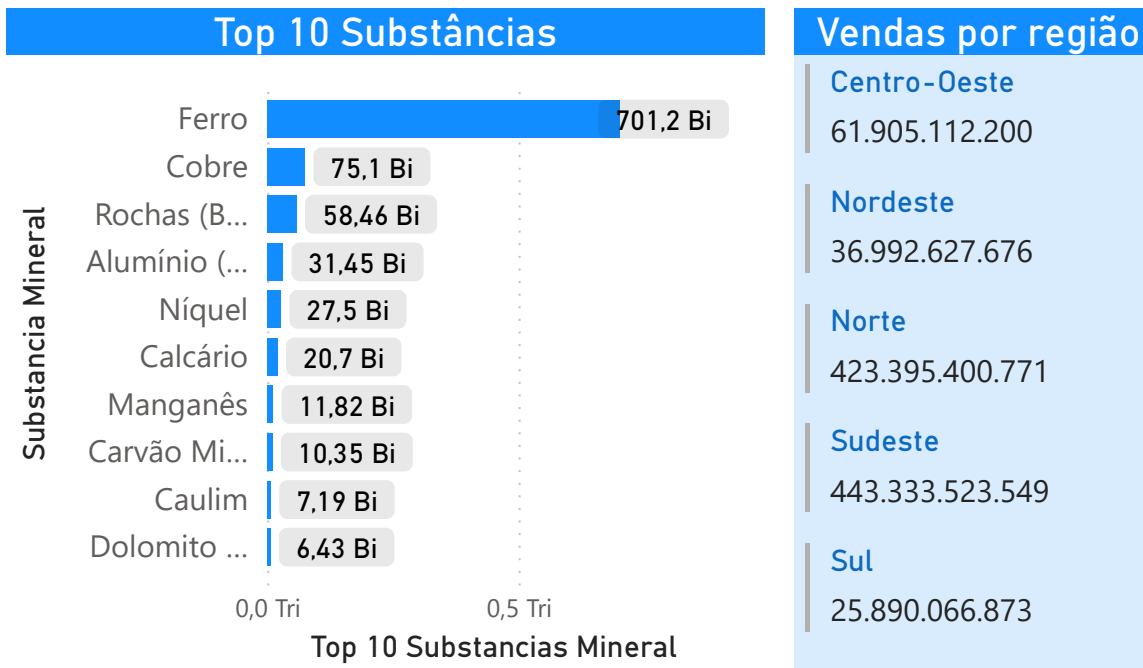 Top 10 Substâncias
Substancia Mineral
Ferro 701,2 Bi
Cobre 75,1 Bi
Rochas (B... 58,46 Bi
Alumínio (... 31,45 Bi
Níquel 27,5 Bi
Calcário 20,7 Bi
Manganês 11,82 Bi
Carvão Mi... 10,35 Bi
Caulim 7,19 Bi
Dolomito ... 6,43 Bi
0,0 Tri 0,5 Tri
Top 10 Substancias Mineral
Vendas por região
Centro-Oeste
61.905.112.200
Nordeste
36.992.627.676
Norte
423.395.400.771
Sudeste
443.333.523.549
Sul
25.890.066.873